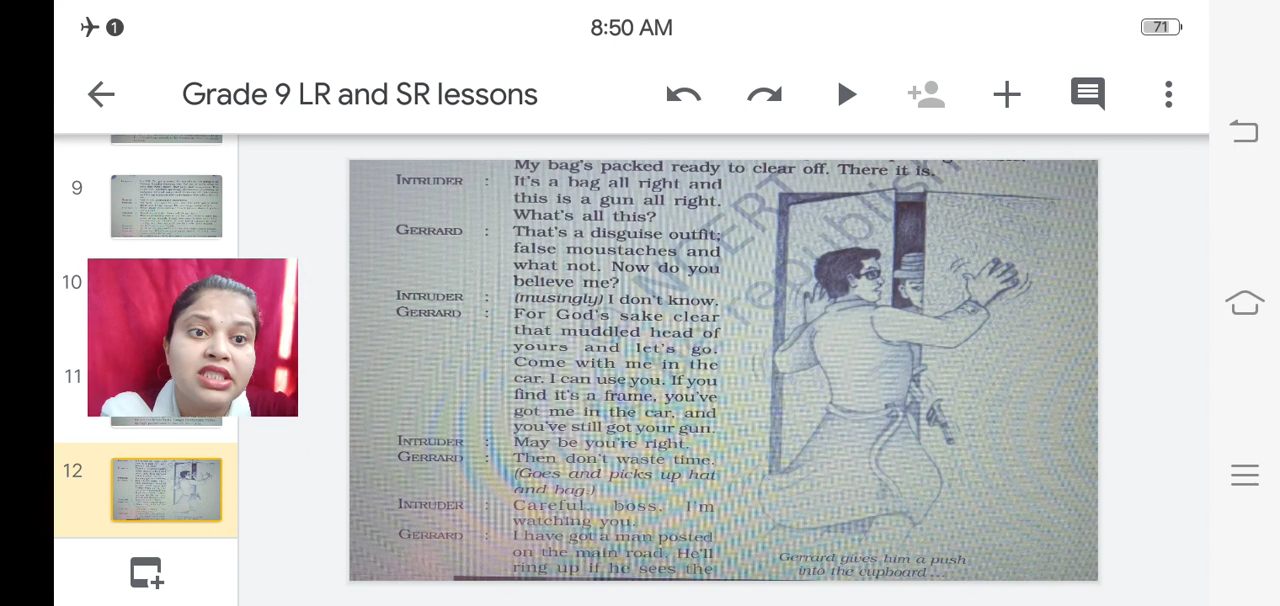 1
8:50 AM
71
Grade 9 LR and SR lessons
9
10
11
12
My bag's packed ready to clear off. There it is.
INTRUDER : It's a bag all right and
this is a gun all right.
What's all this?
GERRARD : That's a disguise outfit;
false moustaches and
what not. Now do you
believe me?
INTRUDER : (musingly) I don't know.
GERRARD : For God's sake clear
that muddled head of
yours and let's go.
Come with me in the
car. I can use you. If you
find it's a frame, you've
got me in the car, and
you've still got your gun.
INTRUDER : May be you're right.
GERRARD : Then don't waste time.
(Goes and picks up hat
and bag.)
INTRUDER : Careful, boss. I'm
watching you.
GERRARD : I have got a man posted
on the main road. He'll
ring up if he sees the
Gerrard gives him a push
into the cupboard ...
NCERT
republish